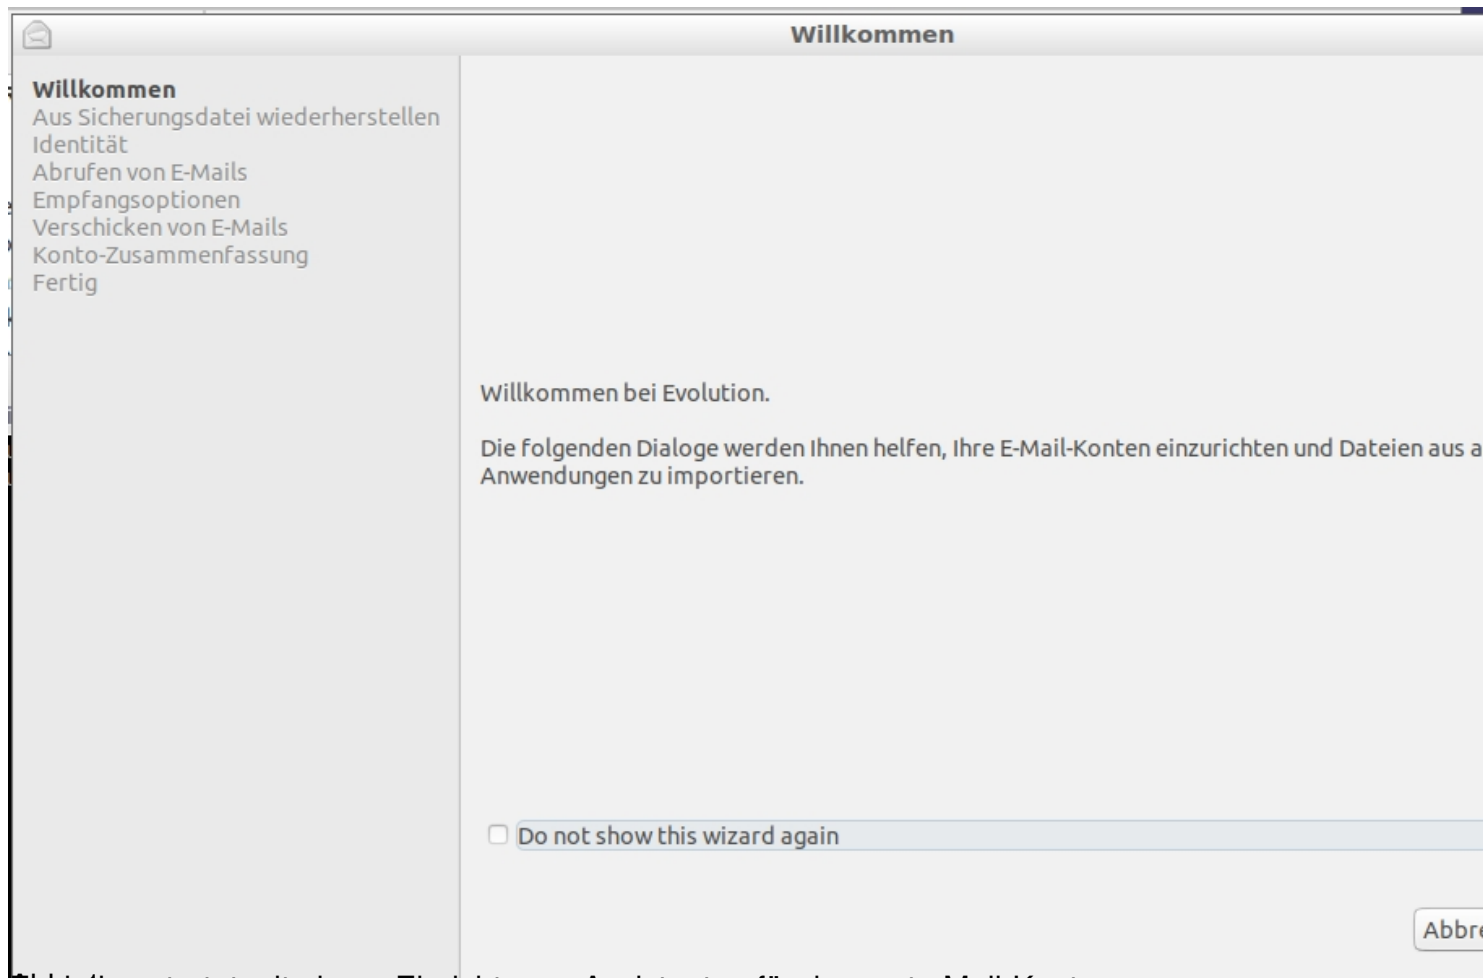 Willkommen
Willkommen
Aus Sicherungsdatei wiederherstellen
Identität
Abrufen von E-Mails
Empfangsoptionen
Verschicken von E-Mails
Konto-Zusammenfassung
Fertig
Willkommen bei Evolution.
Die folgenden Dialoge werden Ihnen helfen, Ihre E-Mail-Konten einzurichten und Dateien aus a
Anwendungen zu importieren.
Do not show this wizard again
Abbre